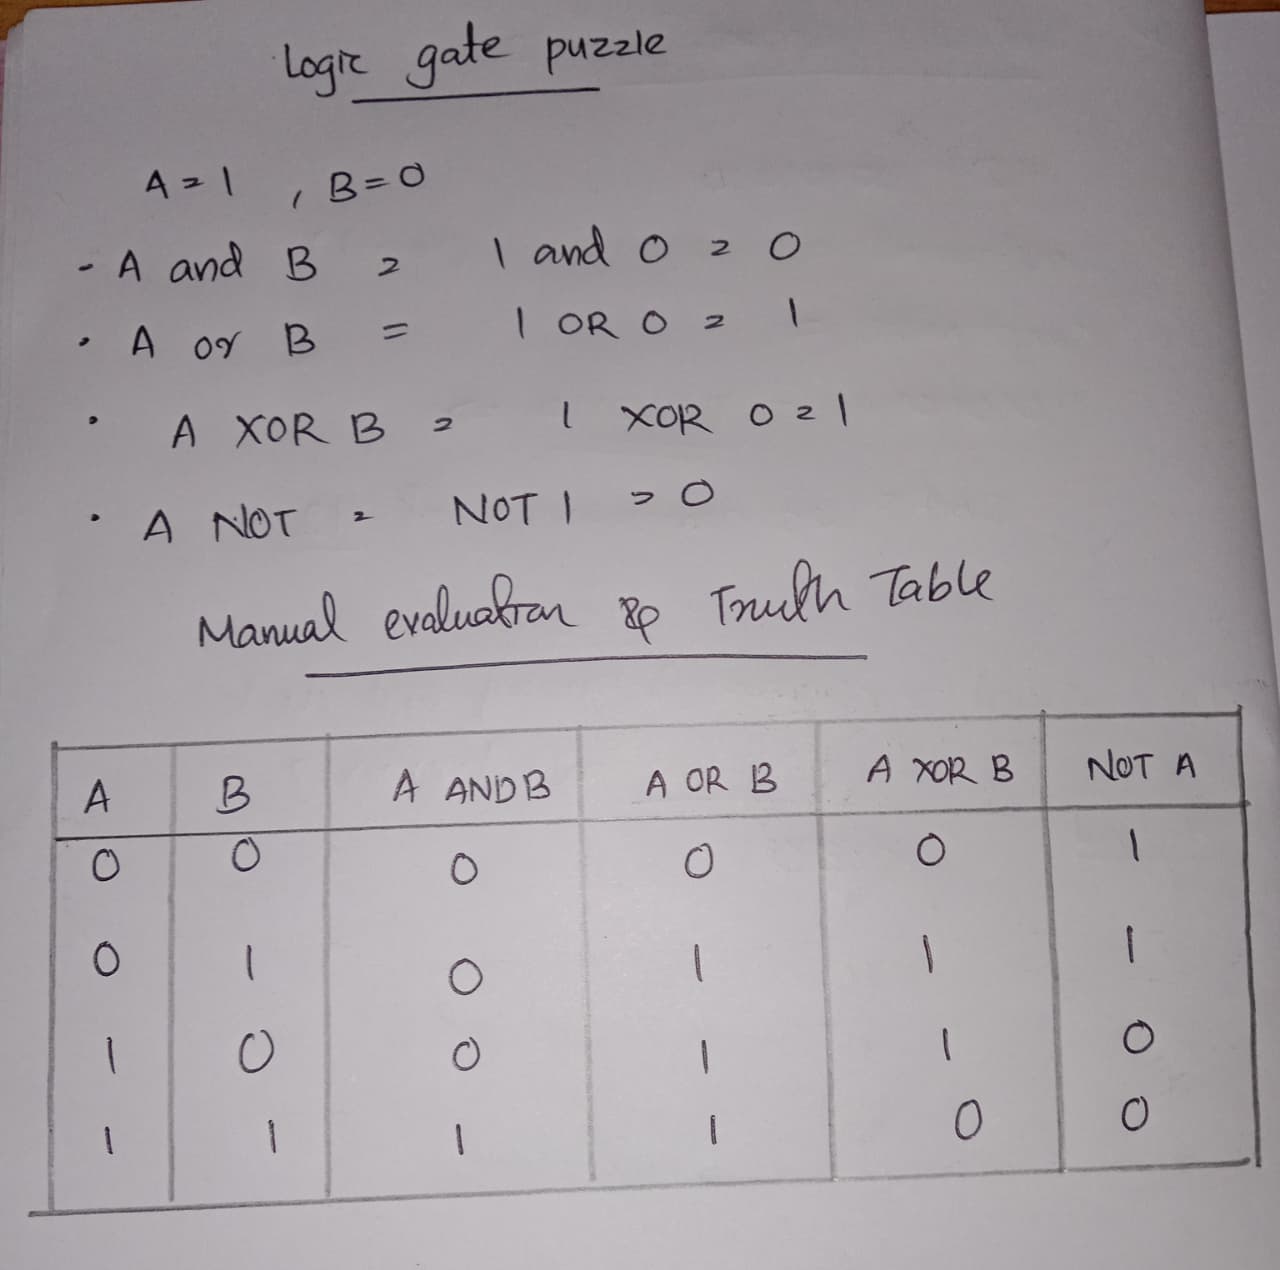 Logic gate puzzle
A = 1 , B = 0
- A and B = 1 and 0 = 0
• A or B = 1 OR 0 = 1
• A XOR B = 1 XOR 0 = 1
• A NOT = NOT 1 = 0
Manual evaluation & Truth Table
A B A AND B A OR B A XOR B NOT A
0 0 0 0 0 1
0 1 0 1 1 1
1 0 0 1 1 0
1 1 1 1 0 0